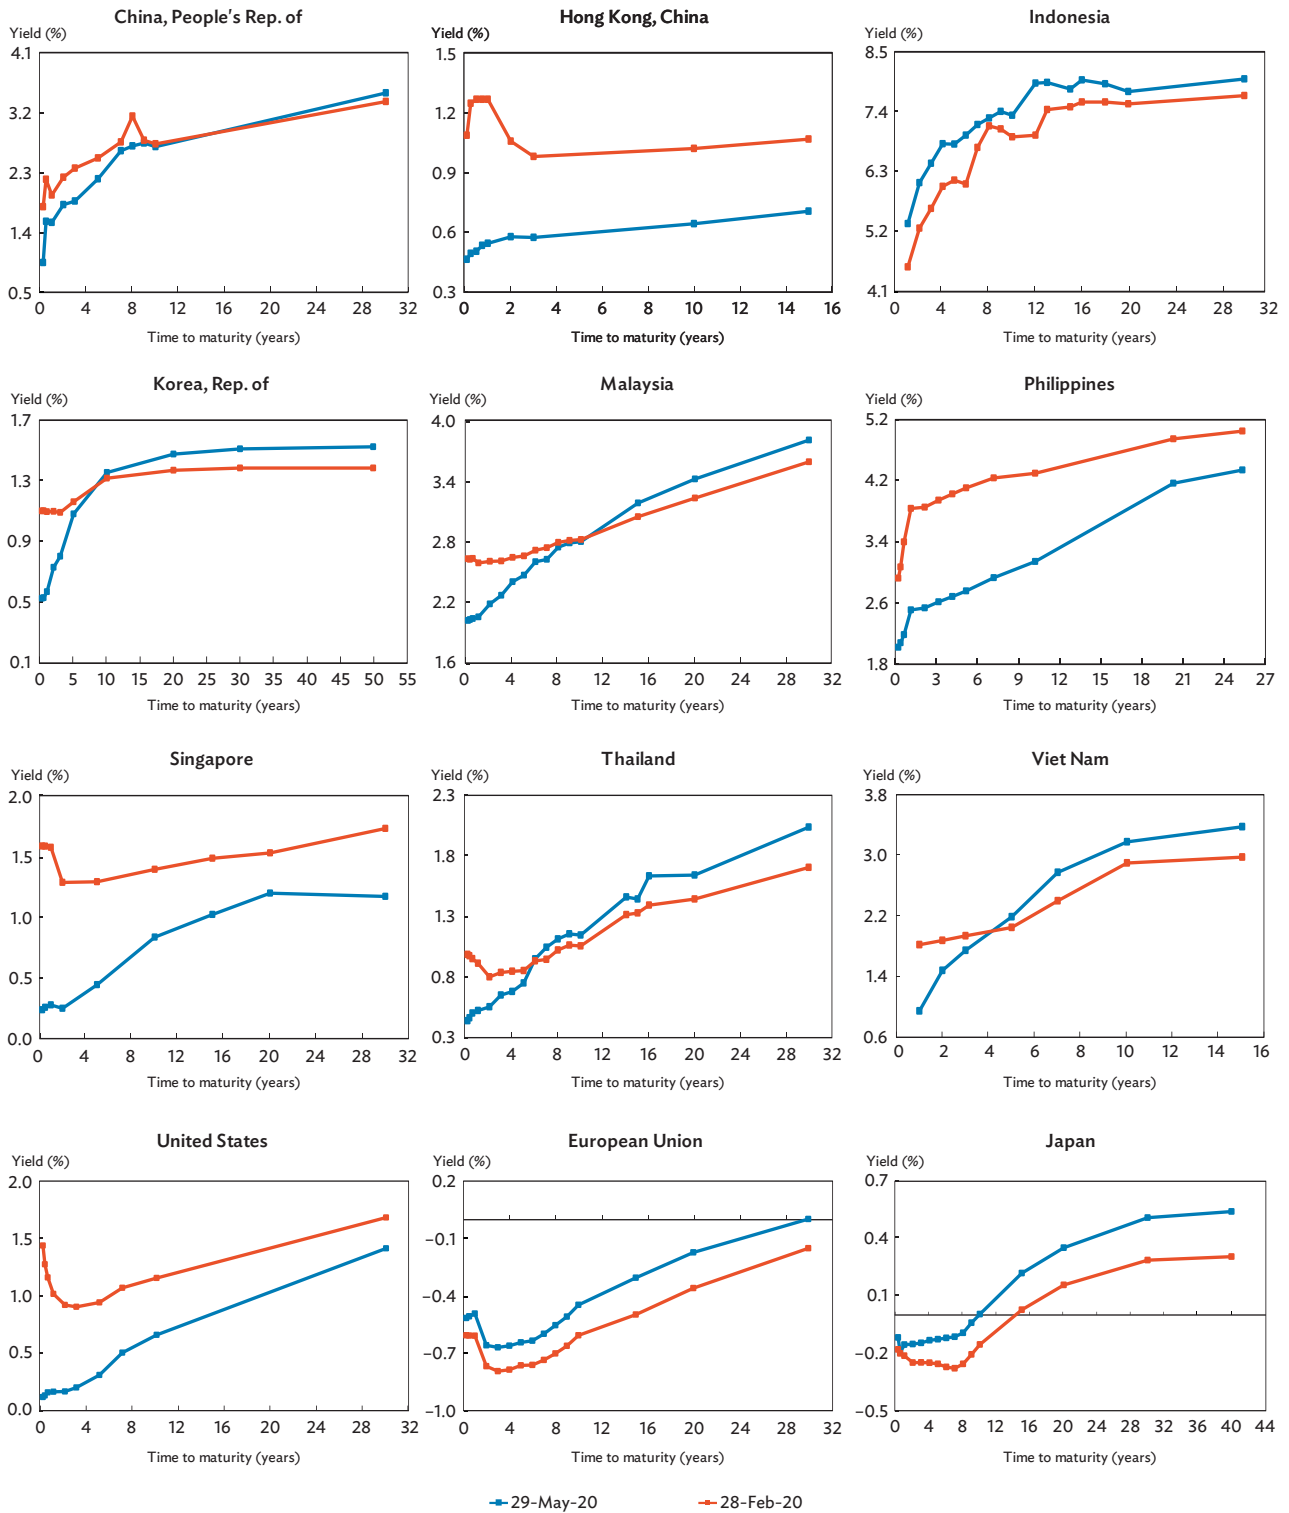 China, People's Rep. of
Yield (%)
4.1
3.2
2.3
1.4
0.5
0 4 8 12 16 20 24 28 32
Time to maturity (years)
Hong Kong, China
Yield (%)
1.5
1.2
0.9
0.6
0.3
0 2 4 6 8 10 12 14 16
Time to maturity (years)
Indonesia
Yield (%)
8.5
7.4
6.3
5.2
4.1
0 4 8 12 16 20 24 28 32
Time to maturity (years)
Korea, Rep. of
Yield (%)
1.7
1.3
0.9
0.5
0.1
0 5 10 15 20 25 30 35 40 45 50 55
Time to maturity (years)
Malaysia
Yield (%)
4.0
3.4
2.8
2.2
1.6
0 4 8 12 16 20 24 28 32
Time to maturity (years)
Philippines
Yield (%)
5.2
4.2
3.4
2.6
1.8
0 3 6 9 12 15 18 21 24 27
Time to maturity (years)
Singapore
Yield (%)
2.0
1.5
1.0
0.5
0.0
0 4 8 12 16 20 24 28 32
Time to maturity (years)
Thailand
Yield (%)
2.3
1.8
1.3
0.8
0.3
0 4 8 12 16 20 24 28 32
Time to maturity (years)
Viet Nam
Yield (%)
3.8
3.0
2.2
1.4
0.6
0 2 4 6 8 10 12 14 16
Time to maturity (years)
United States
Yield (%)
2.0
1.5
1.0
0.5
0.0
0 4 8 12 16 20 24 28 32
Time to maturity (years)
European Union
Yield (%)
0.2
–0.1
–0.4
–0.7
–1.0
0 4 8 12 16 20 24 28 32
Time to maturity (years)
Japan
Yield (%)
0.7
0.4
0.1
–0.2
–0.5
0 4 8 12 16 20 24 28 32 36 40 44
Time to maturity (years)
29-May-20
28-Feb-20